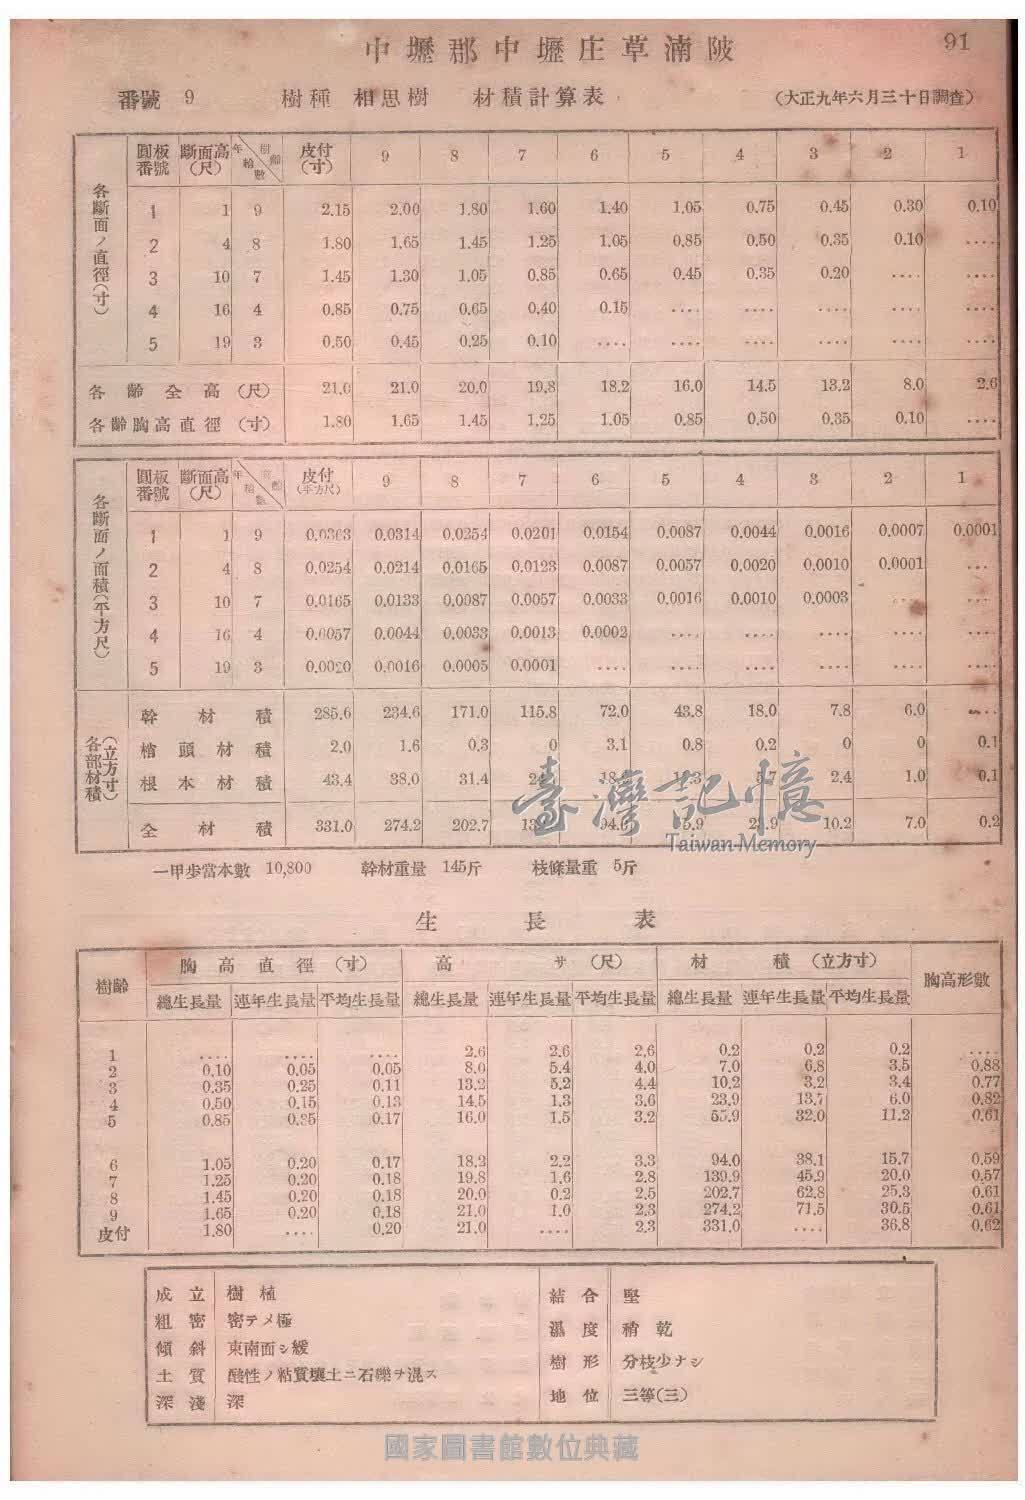 91
中壢郡中壢庄草湳陂
番號 9 樹種 相思樹 材積計算表 (大正九年六月三十日調查)
各斷面ノ直徑(寸)
圓板番號 斷面高(尺) 年輪數 樹齡 皮付(寸) 9 8 7 6 5 4 3 2 1
1 1 9 2.15 2.00 1.80 1.60 1.40 1.05 0.75 0.45 0.30 0.10
2 4 8 1.80 1.65 1.45 1.25 1.05 0.85 0.50 0.35 0.10 ....
3 10 7 1.45 1.30 1.05 0.85 0.65 0.45 0.35 0.20 .... ....
4 16 4 0.85 0.75 0.65 0.40 0.15 .... .... .... .... ....
5 19 3 0.50 0.45 0.25 0.10 .... .... .... .... .... ....
各齡全高(尺) 21.0 21.0 20.0 19.8 18.2 16.0 14.5 13.2 8.0 2.6
各齡胸高直徑(寸) 1.80 1.65 1.45 1.25 1.05 0.85 0.50 0.35 0.10 ....
各斷面ノ面積(平方尺)
圓板番號 斷面高(尺) 年輪數 樹齡 皮付(平方尺) 9 8 7 6 5 4 3 2 1
1 1 9 0.0363 0.0314 0.0254 0.0201 0.0154 0.0087 0.0044 0.0016 0.0007 0.0001
2 4 8 0.0254 0.0214 0.0165 0.0123 0.0087 0.0057 0.0020 0.0010 0.0001 ...
3 10 7 0.0165 0.0133 0.0087 0.0057 0.0033 0.0016 0.0010 0.0003 .... ....
4 16 4 0.0057 0.0044 0.0033 0.0013 0.0002 .... .... .... .... ....
5 19 3 0.0020 0.0016 0.0005 0.0001 .... .... .... .... .... ....
各部材積(立方寸)
幹材積 285.6 234.6 171.0 115.8 72.0 43.8 18.0 7.8 6.0 ....
梢頭材積 2.0 1.6 0.3 0 3.1 0.8 0.2 0 0 0.1
根本材積 43.4 38.0 31.4 2.4 1.0 0.1
全材積 331.0 274.2 202.7 94.0 23.9 10.2 7.0 0.2
臺灣記憶
Taiwan Memory
一甲步當本數 10,800 幹材重量 145斤 枝條量重 5斤
生長表
樹齡 胸高直徑(寸) 高サ(尺) 材積(立方寸) 胸高形數
總生長量 連年生長量 平均生長量 總生長量 連年生長量 平均生長量 總生長量 連年生長量 平均生長量
1 .... .... .... 2.6 2.6 2.6 0.2 0.2 0.2 ....
2 0.10 0.05 0.05 8.0 5.4 4.0 7.0 6.8 3.5 0.88
3 0.35 0.25 0.11 13.2 5.2 4.4 10.2 3.2 3.4 0.77
4 0.50 0.15 0.13 14.5 1.3 3.6 23.9 13.7 6.0 0.82
5 0.85 0.35 0.17 16.0 1.5 3.2 55.9 32.0 11.2 0.61
6 1.05 0.20 0.17 18.2 2.2 3.3 94.0 38.1 15.7 0.59
7 1.25 0.20 0.18 19.8 1.6 2.8 139.9 45.9 20.0 0.57
8 1.45 0.20 0.18 20.0 0.2 2.5 202.7 62.8 25.3 0.61
9 1.65 0.20 0.18 21.0 1.0 2.3 274.2 71.5 30.5 0.61
皮付 1.80 .... 0.20 21.0 .... 2.3 331.0 .... 36.8 0.62
成立 樹植 結合 堅
粗密 密テメ極 濕度 稍乾
傾斜 東南面シ緩 樹形 分枝少ナシ
土質 酸性ノ粘質壤土ニ石礫ヲ混ス 地位 三等(三)
深淺 深
國家圖書館數位典藏